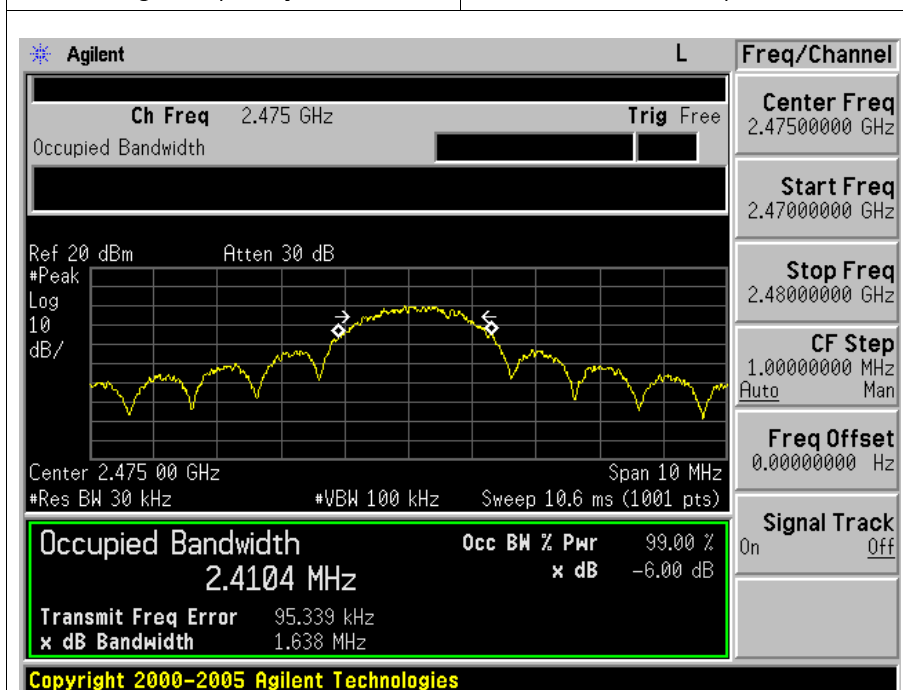 Agilent L Freq/Channel
Ch Freq 2.475 GHz Trig Free
Occupied Bandwidth
Center Freq
2.47500000 GHz
Start Freq
2.47000000 GHz
Stop Freq
2.48000000 GHz
CF Step
1.00000000 MHz
Auto Man
Freq Offset
0.00000000 Hz
Signal Track
On Off
Ref 20 dBm Atten 30 dB
#Peak
Log
10
dB/
Center 2.475 00 GHz Span 10 MHz
#Res BW 30 kHz #VBW 100 kHz Sweep 10.6 ms (1001 pts)
Occupied Bandwidth Occ BW % Pwr 99.00 %
2.4104 MHz x dB -6.00 dB
Transmit Freq Error 95.339 kHz
x dB Bandwidth 1.638 MHz
Copyright 2000-2005 Agilent Technologies